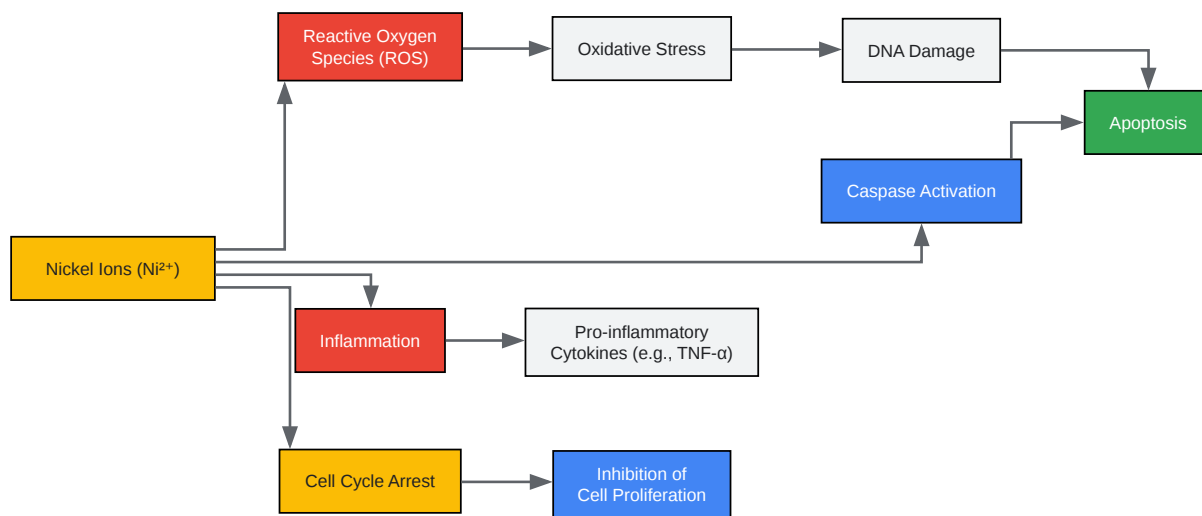 Reactive Oxygen
Species (ROS)
Oxidative Stress
DNA Damage
Apoptosis
Caspase Activation
Nickel Ions (Ni²⁺)
Inflammation
Pro-inflammatory
Cytokines (e.g., TNF-α)
Cell Cycle Arrest
Inhibition of
Cell Proliferation